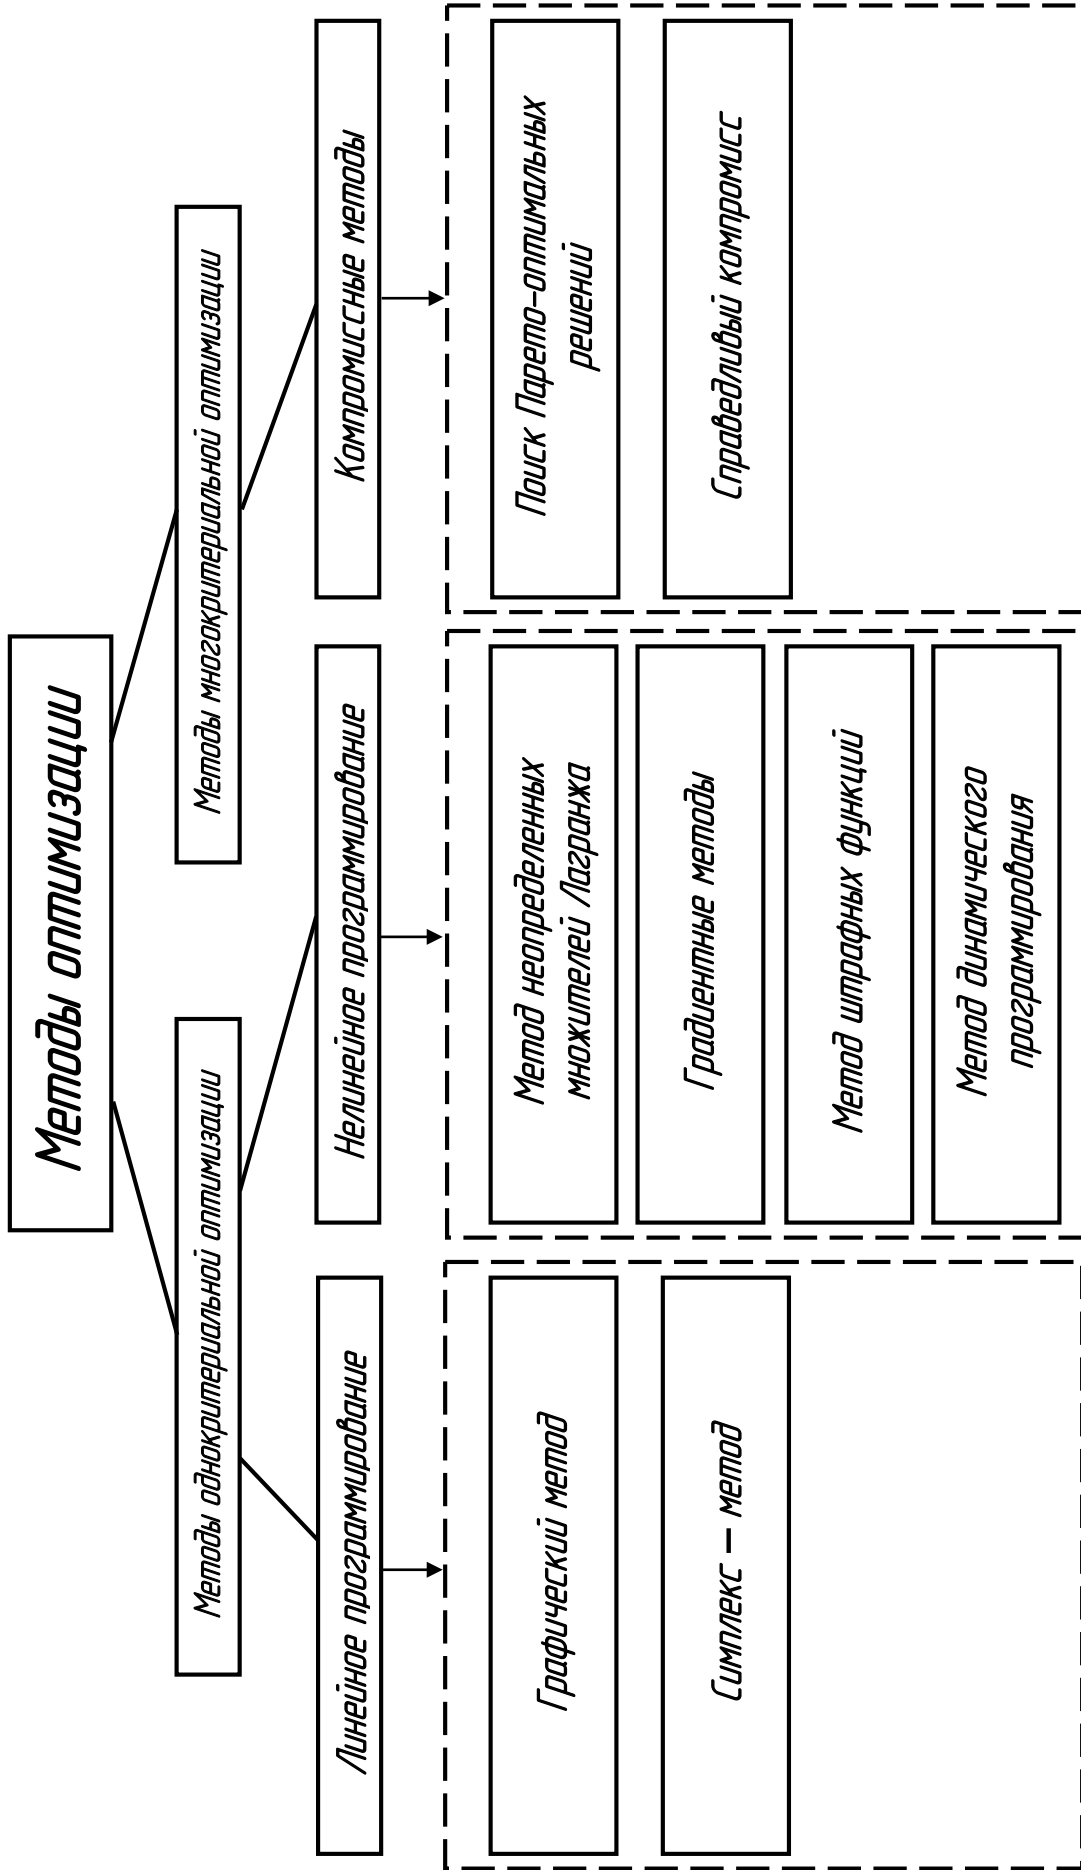 Методы оптимизации
Методы однокритериальной оптимизации
Методы многокритериальной оптимизации
Линейное программирование
Нелинейное программирование
Компромиссные методы
Графический метод
Симплекс – метод
Метод неопределенных
множителей Лагранжа
Градиентные методы
Метод штрафных функций
Метод динамического
программирования
Поиск Парето-оптимальных
решений
Справедливый компромисс